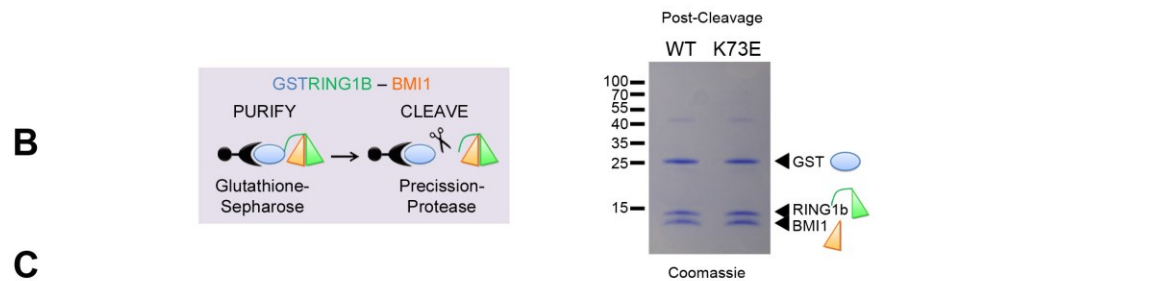 B
GSTRING1B – BMI1
PURIFY
CLEAVE
Glutathione-
Sepharose
Precission-
Protease
Post-Cleavage
WT K73E
100
70
55
40
35
25
15
GST
RING1b
BMI1
Coomassie
C